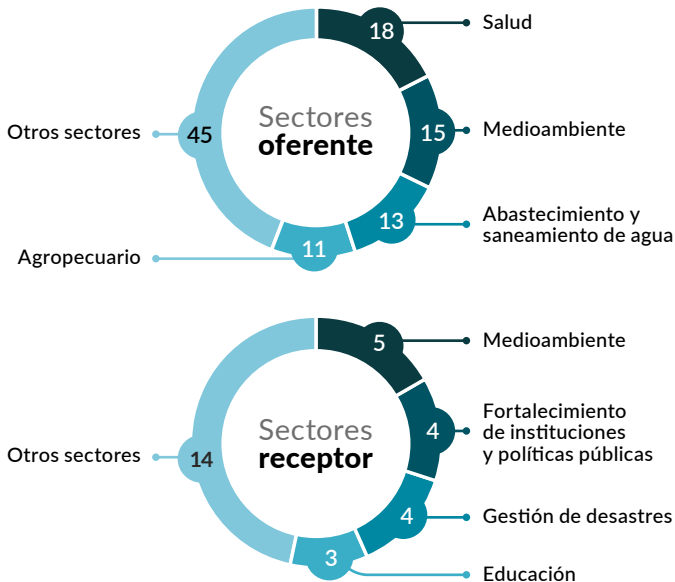 18
Salud
Sectores
oferente
Otros sectores
45
15
Medioambiente
13
Abastecimiento y
saneamiento de agua
11
Agropecuario
5
Medioambiente
Sectores
receptor
Otros sectores
14
4
Fortalecimiento
de instituciones
y políticas públicas
4
Gestión de desastres
3
Educación